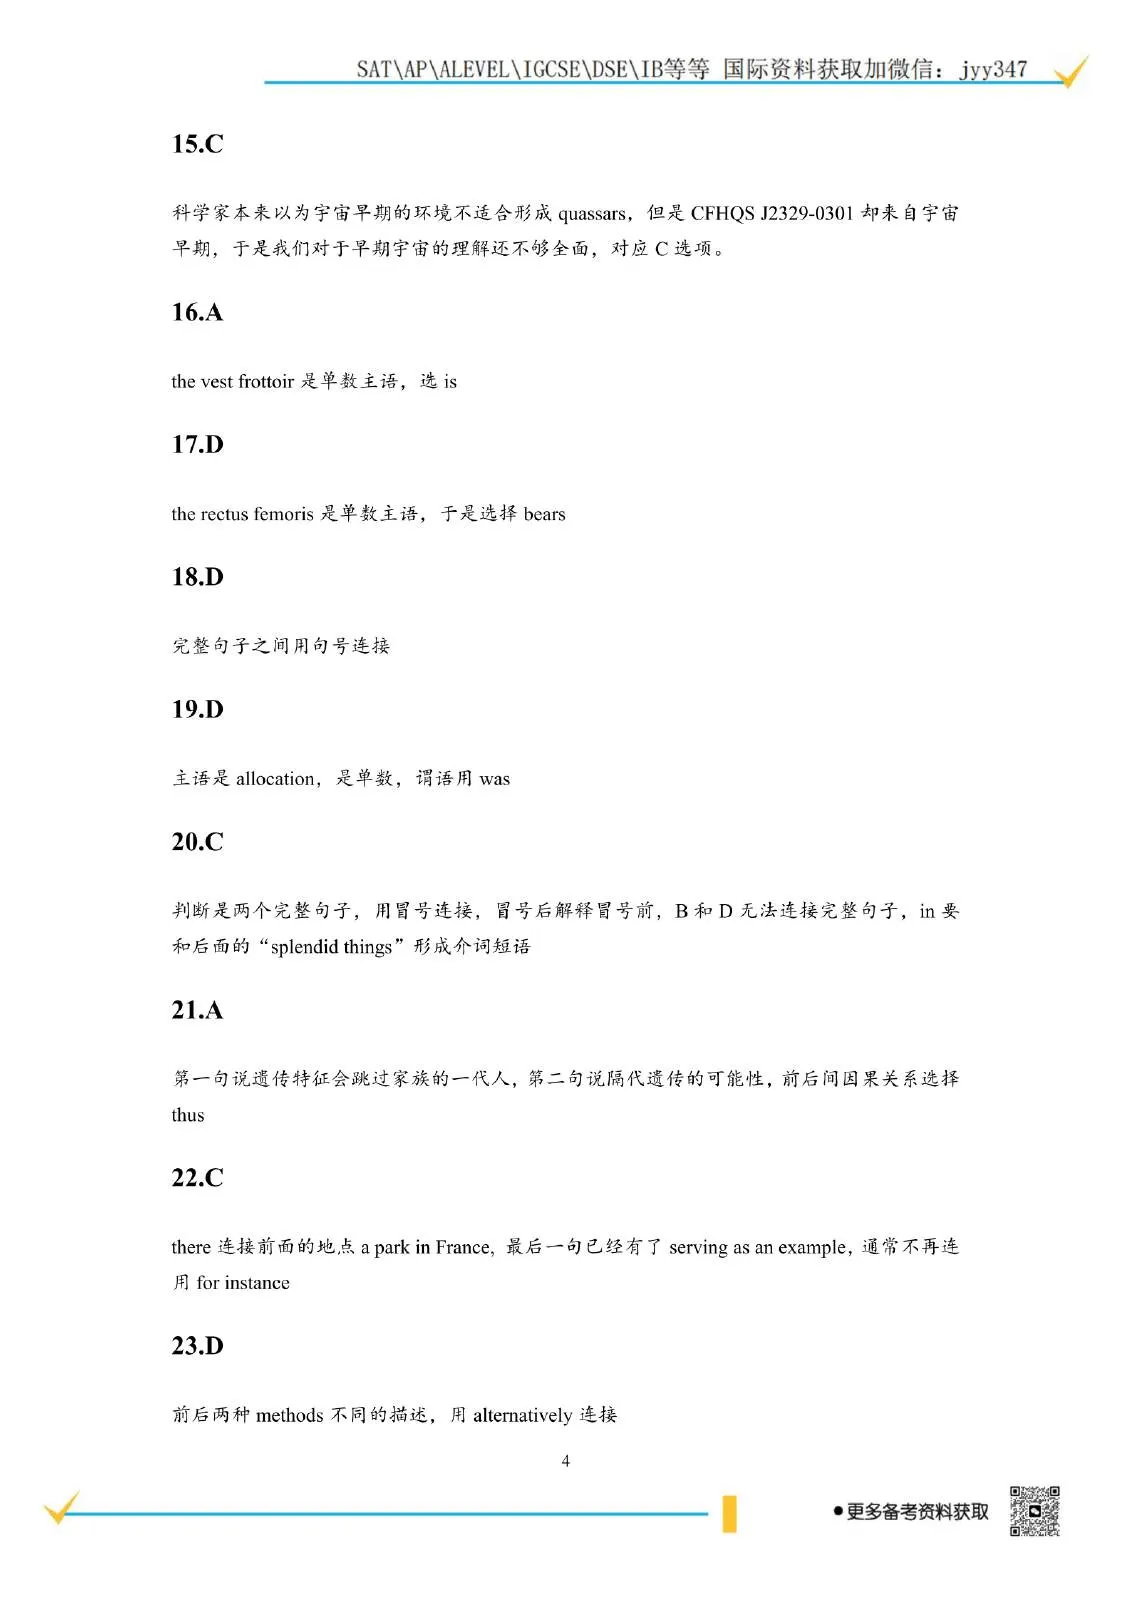 SAT\AP\ALEVEL\IGCSE\DSE\IB等等 国际资料获取加微信：jyy347
15.C
科学家本来以为宇宙早期的环境不适合形成 quassars，但是 CFHQS J2329-0301 却来自宇宙
早期，于是我们对于早期宇宙的理解还不够全面，对应 C 选项。
16.A
the vest frottoir 是单数主语，选 is
17.D
the rectus femoris 是单数主语，于是选择 bears
18.D
完整句子之间用句号连接
19.D
主语是 allocation，是单数，谓语用 was
20.C
判断是两个完整句子，用冒号连接，冒号后解释冒号前，B 和 D 无法连接完整句子，in 要
和后面的“splendid things”形成介词短语
21.A
第一句说遗传特征会跳过家族的一代人，第二句说隔代遗传的可能性，前后间因果关系选择
thus
22.C
there 连接前面的地点 a park in France, 最后一句已经有了 serving as an example，通常不再连
用 for instance
23.D
前后两种 methods 不同的描述，用 alternatively 连接
4
●更多备考资料获取